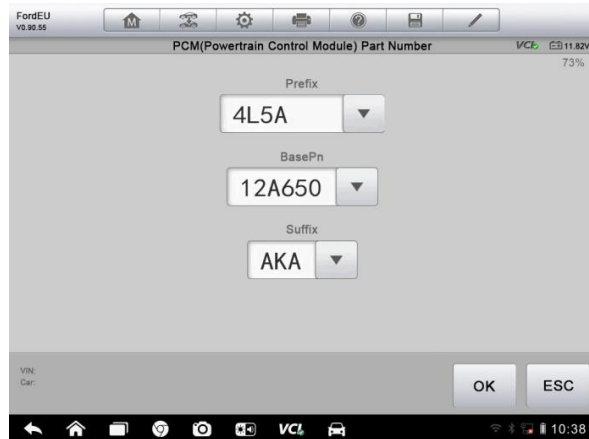 FordEU
V0.90.55
M
PCM(Powertrain Control Module) Part Number
VCI 11.82V
73%
Prefix
4L5A
BasePn
12A650
Suffix
AKA
VIN:
Car:
OK
ESC
VCI
10:38